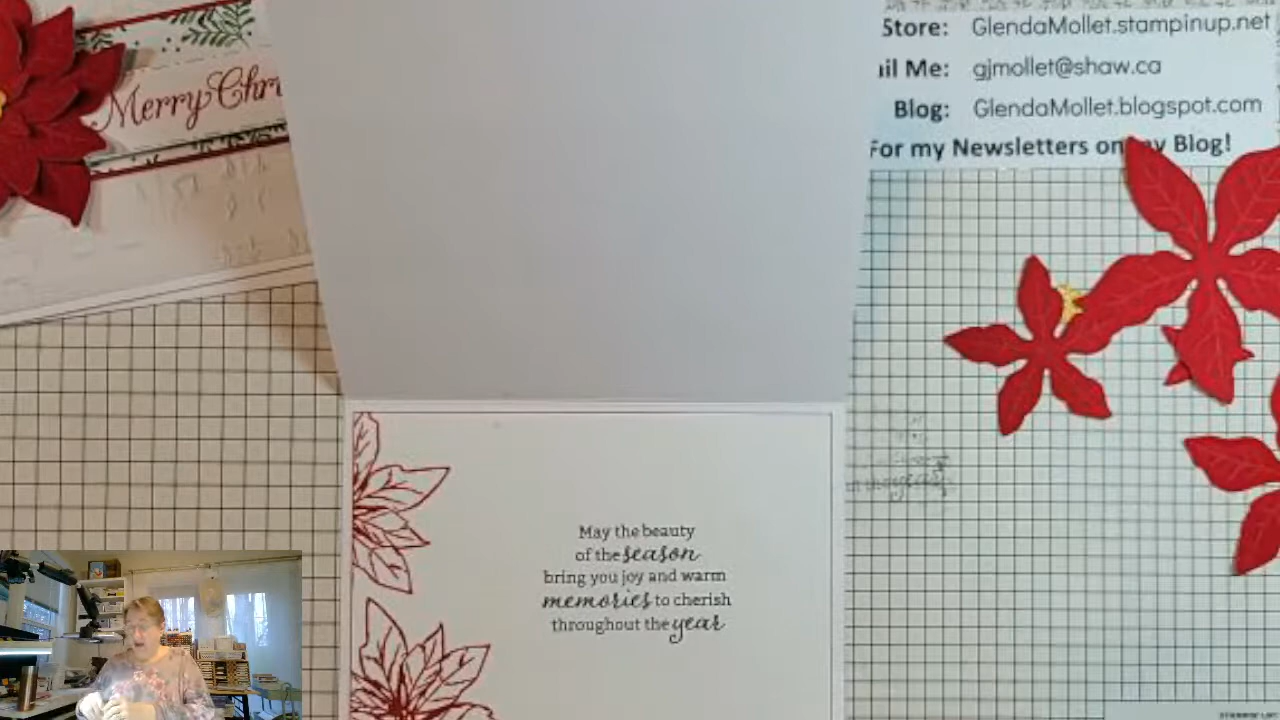 Merry Chri
Store: GlendaMollet.stampinup.net
il Me: gjmollet@shaw.ca
Blog: GlendaMollet.blogspot.com
For my Newsletters on my Blog!
May the beauty
of the season
bring you joy and warm
memories to cherish
throughout the year